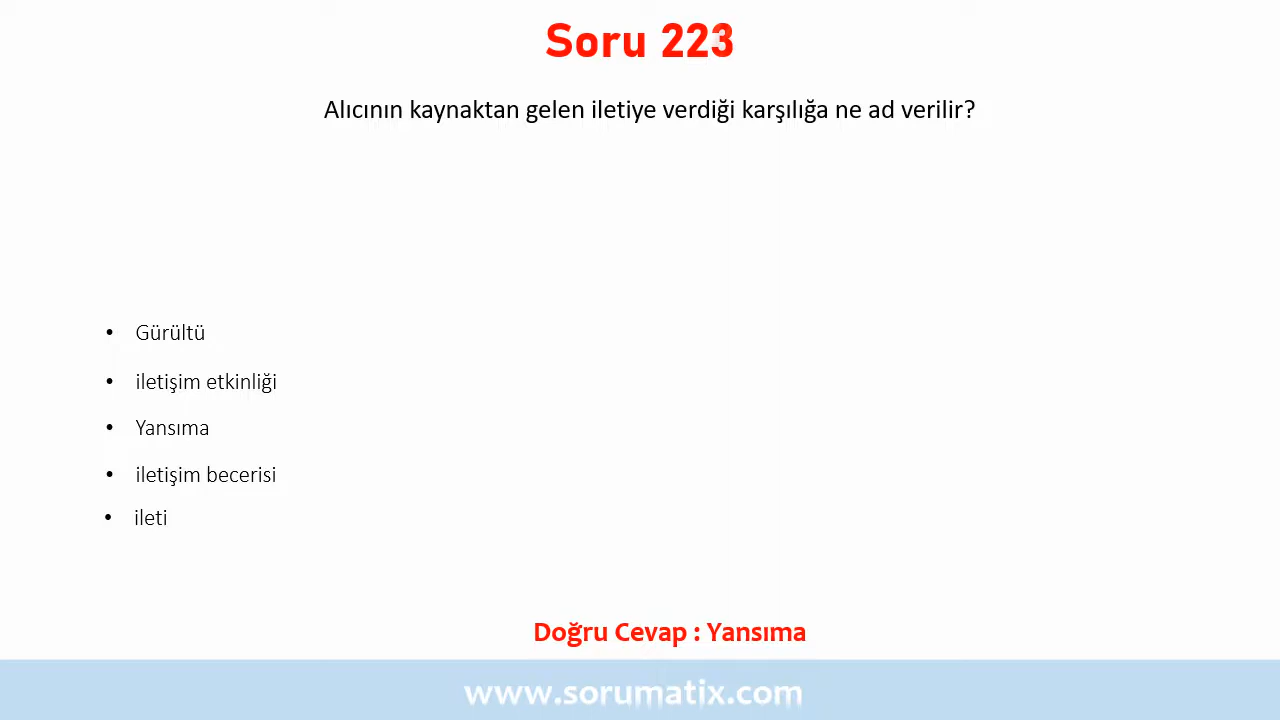 Soru 223
Alıcının kaynaktan gelen iletiye verdiği karşılığa ne ad verilir?
• Gürültü
• iletişim etkinliği
• Yansıma
• iletişim becerisi
• ileti
Doğru Cevap : Yansıma
www.sorumatix.com